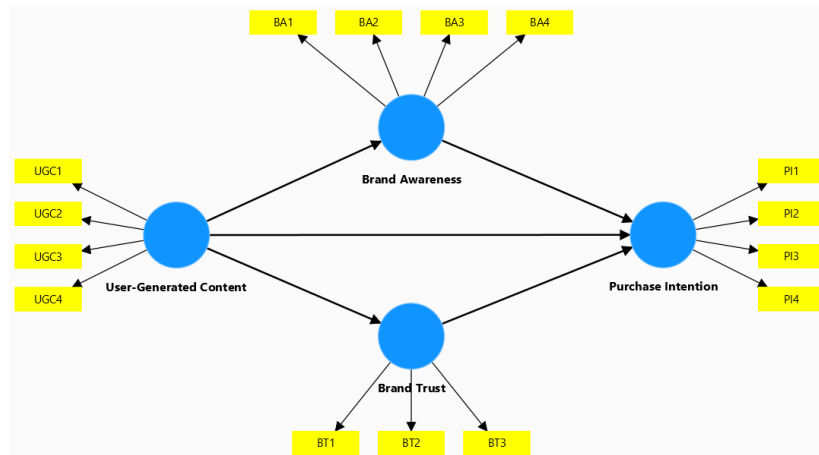 BA1 BA2 BA3 BA4
Brand Awareness
UGC1
UGC2
UGC3
UGC4
User-Generated Content
PI1
PI2
PI3
PI4
Purchase Intention
Brand Trust
BT1 BT2 BT3